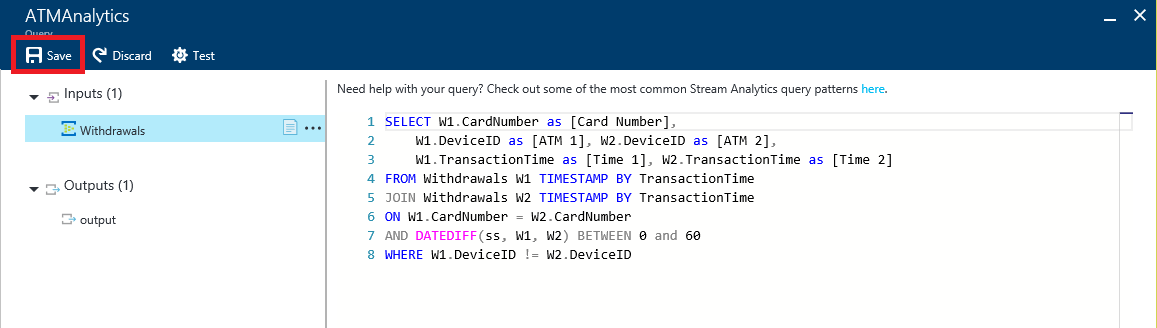 ATMAnalytics
Query
Save Discard Test
Inputs (1)
Withdrawals
Outputs (1)
output
Need help with your query? Check out some of the most common Stream Analytics query patterns here.
1 SELECT W1.CardNumber as [Card Number],
2 W1.DeviceID as [ATM 1], W2.DeviceID as [ATM 2],
3 W1.TransactionTime as [Time 1], W2.TransactionTime as [Time 2]
4 FROM Withdrawals W1 TIMESTAMP BY TransactionTime
5 JOIN Withdrawals W2 TIMESTAMP BY TransactionTime
6 ON W1.CardNumber = W2.CardNumber
7 AND DATEDIFF(ss, W1, W2) BETWEEN 0 and 60
8 WHERE W1.DeviceID != W2.DeviceID